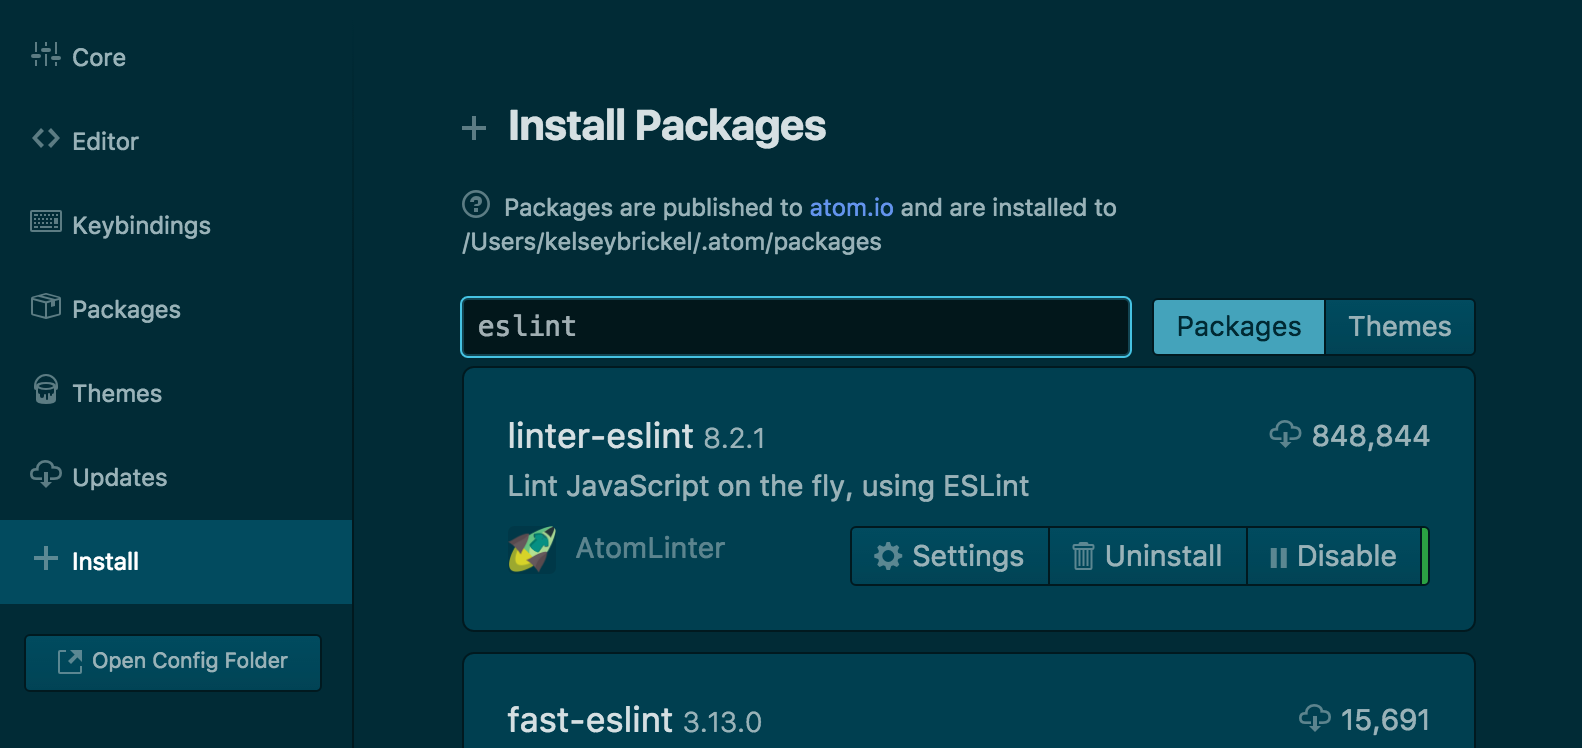 Core
Editor
Keybindings
Packages
Themes
Updates
Install
Open Config Folder
Install Packages
Packages are published to atom.io and are installed to
/Users/kelseybrickel/.atom/packages
eslint
Packages Themes
linter-eslint 8.2.1 848,844
Lint JavaScript on the fly, using ESLint
AtomLinter Settings Uninstall Disable
fast-eslint 3.13.0 15,691